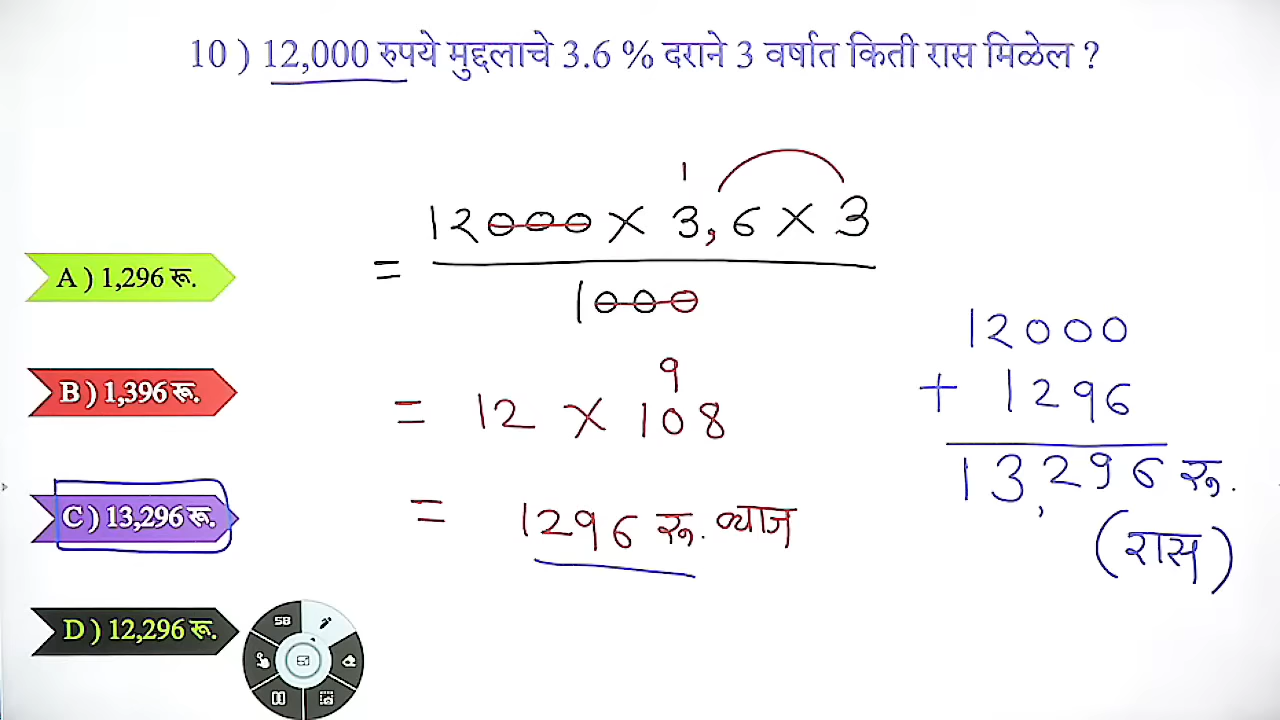 10 ) 12,000 रुपये मुद्दलाचे 3.6 % दराने 3 वर्षात किती रास मिळेल ?
1
12000 X 3,6 X 3
=
1000
A ) 1,296 रू.
B ) 1,396 रू.
C ) 13,296 रू.
D ) 12,296 रू.
9
= 12 X 108
= 1296 रू. व्याज
12000
+ 1296
13,296 रू.
(रास)
SB